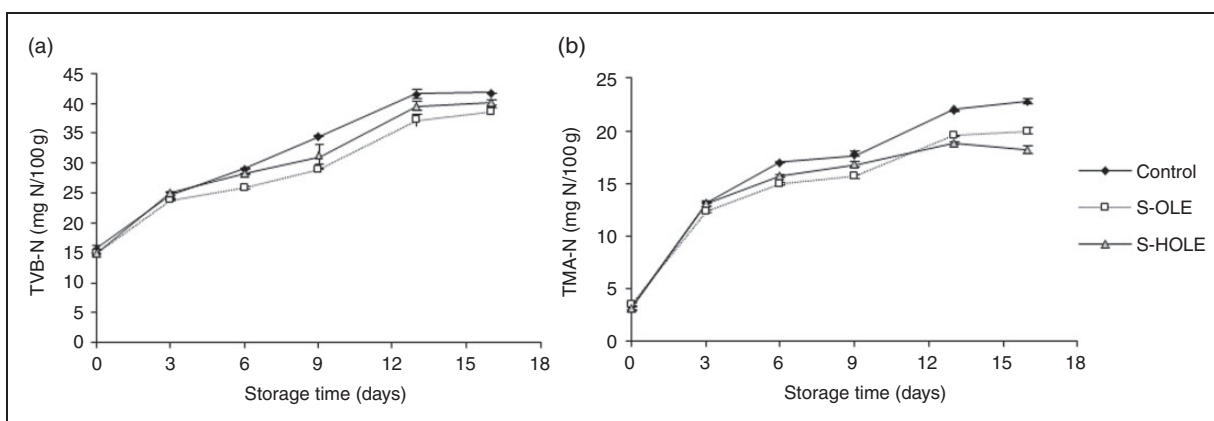 (a)
45
40
35
30
25
20
15
10
5
0
TVB-N (mg N/100 g)
0 3 6 9 12 15 18
Storage time (days)
(b)
25
20
15
10
5
0
TMA-N (mg N/100 g)
0 3 6 9 12 15 18
Storage time (days)
Control
S-OLE
S-HOLE